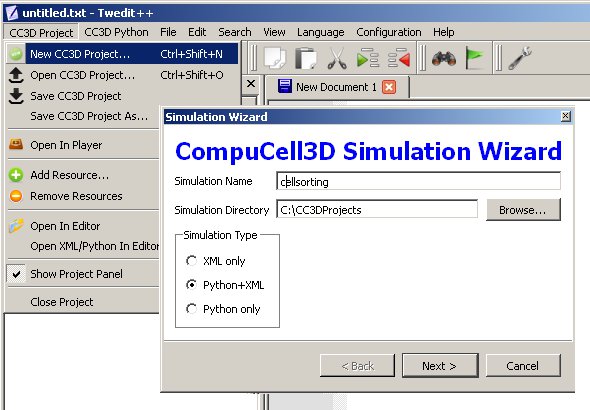 untitled.txt - Twedit++
CC3D Project CC3D Python File Edit Search View Language Configuration Help
New CC3D Project... Ctrl+Shift+N
Open CC3D Project... Ctrl+Shift+O
Save CC3D Project
Save CC3D Project As...
Open In Player
Add Resource...
Remove Resources
Open In Editor
Open XML/Python In Editor
Show Project Panel
Close Project
New Document 1
Simulation Wizard
CompuCell3D Simulation Wizard
Simulation Name cellsorting
Simulation Directory C:\CC3DProjects Browse...
Simulation Type
XML only
Python+XML
Python only
< Back Next > Cancel